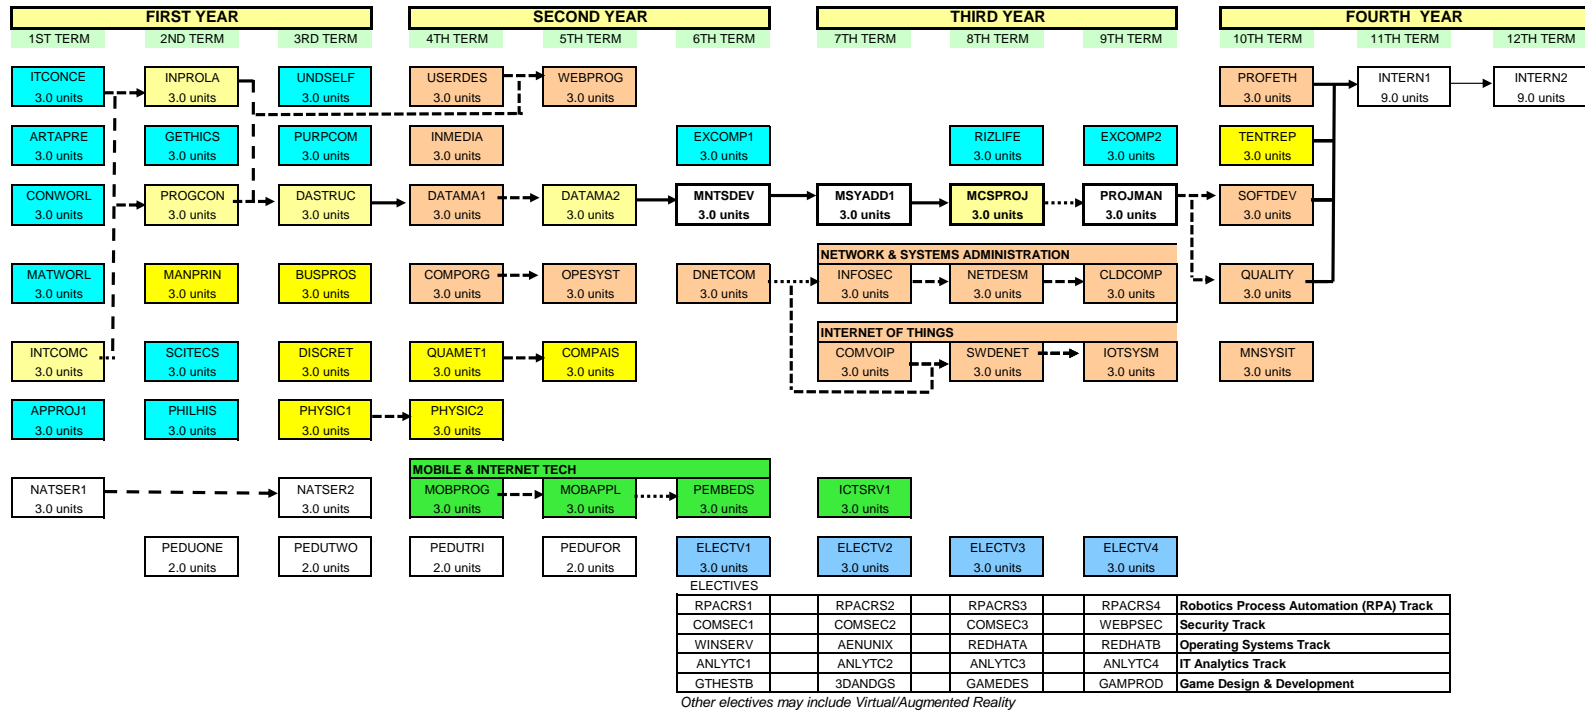 FIRST YEAR SECOND YEAR THIRD YEAR FOURTH YEAR
1ST TERM 2ND TERM 3RD TERM 4TH TERM 5TH TERM 6TH TERM 7TH TERM 8TH TERM 9TH TERM 10TH TERM 11TH TERM 12TH TERM
ITCONCE INPROLA UNDSELF USERDES WEBPROG PROFETH INTERN1 INTERN2
3.0 units 3.0 units 3.0 units 3.0 units 3.0 units 3.0 units 9.0 units 9.0 units
ARTAPRE GETHICS PURPCOM INMEDIA EXCOMP1 RIZLIFE EXCOMP2 TENTREP
3.0 units 3.0 units 3.0 units 3.0 units 3.0 units 3.0 units 3.0 units 3.0 units
CONWORL PROGCON DASTRUC DATAMA1 DATAMA2 MNTSDEV MSYADD1 MCSPROJ PROJMAN SOFTDEV
3.0 units 3.0 units 3.0 units 3.0 units 3.0 units 3.0 units 3.0 units 3.0 units 3.0 units 3.0 units
NETWORK & SYSTEMS ADMINISTRATION
MATWORL MANPRIN BUSPROS COMPORG OPESYST DNETCOM INFOSEC NETDESM CLDCOMP QUALITY
3.0 units 3.0 units 3.0 units 3.0 units 3.0 units 3.0 units 3.0 units 3.0 units 3.0 units 3.0 units
INTERNET OF THINGS
INTCOMC SCITECS DISCRET QUAMET1 COMPAIS COMVOIP SWDENET IOTSYSM MNSYSIT
3.0 units 3.0 units 3.0 units 3.0 units 3.0 units 3.0 units 3.0 units 3.0 units 3.0 units
APPROJ1 PHILHIS PHYSIC1 PHYSIC2
3.0 units 3.0 units 3.0 units 3.0 units
MOBILE & INTERNET TECH
NATSER1 NATSER2 MOBPROG MOBAPPL PEMBEDS ICTSRV1
3.0 units 3.0 units 3.0 units 3.0 units 3.0 units 3.0 units
PEDUONE PEDUTWO PEDUTRI PEDUFOR ELECTV1 ELECTV2 ELECTV3 ELECTV4
2.0 units 2.0 units 2.0 units 2.0 units 3.0 units 3.0 units 3.0 units 3.0 units
ELECTIVES
RPACRS1 RPACRS2 RPACRS3 RPACRS4 Robotics Process Automation (RPA) Track
COMSEC1 COMSEC2 COMSEC3 WEBPSEC Security Track
WINSERV AENUNIX REDHATA REDHATB Operating Systems Track
ANLYTC1 ANLYTC2 ANLYTC3 ANLYTC4 IT Analytics Track
GTHESTB 3DANDGS GAMEDES GAMPROD Game Design & Development
Other electives may include Virtual/Augmented Reality